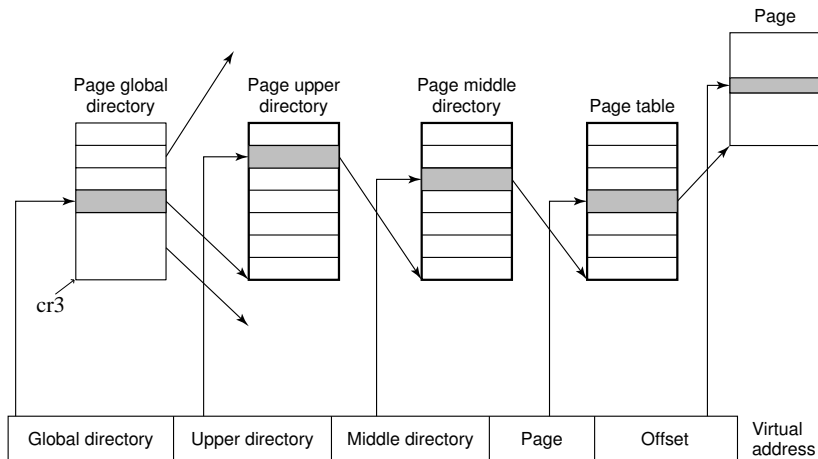 Page
Page global
directory
Page upper
directory
Page middle
directory
Page table
cr3
Global directory
Upper directory
Middle directory
Page
Offset
Virtual
address